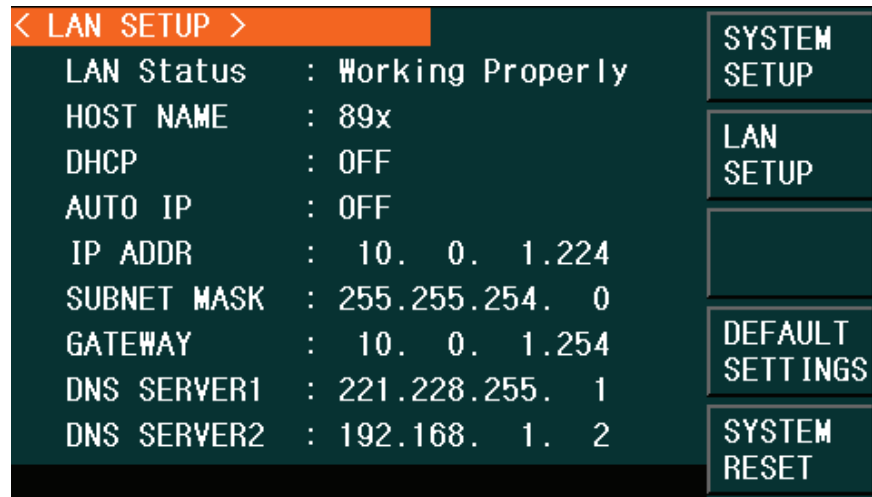 < LAN SETUP >
LAN Status : Working Properly
HOST NAME : 89x
DHCP : OFF
AUTO IP : OFF
IP ADDR : 10. 0. 1.224
SUBNET MASK : 255.255.254. 0
GATEWAY : 10. 0. 1.254
DNS SERVER1 : 221.228.255. 1
DNS SERVER2 : 192.168. 1. 2
SYSTEM
SETUP
LAN
SETUP
DEFAULT
SETTINGS
SYSTEM
RESET